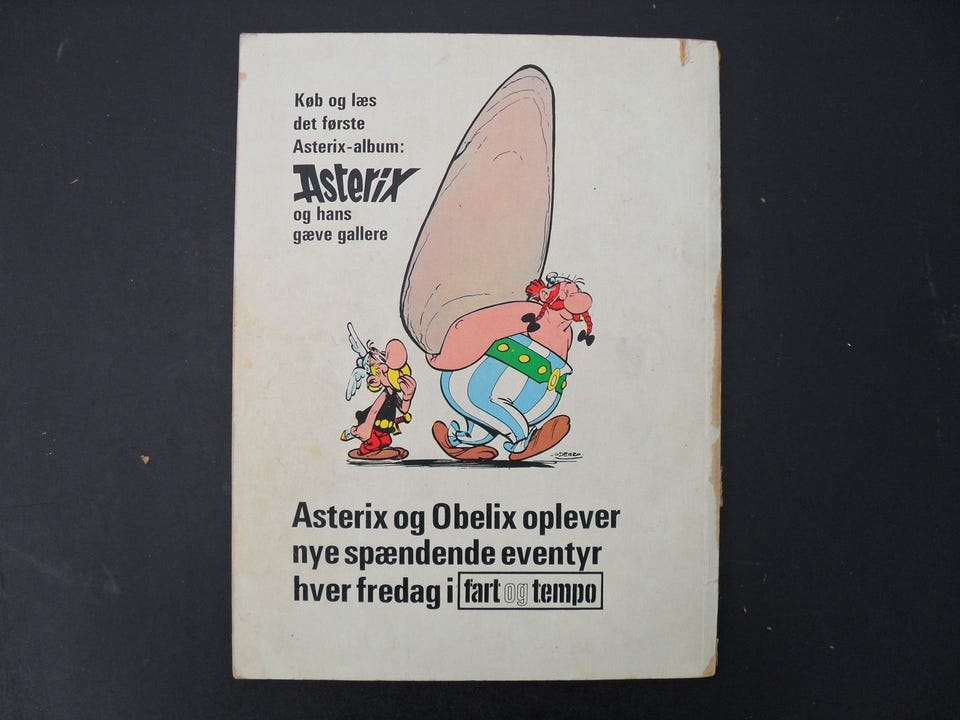 Køb og læs
det første
Asterix-album:
Asterix
og hans
gæve gallere
-UDERZO-
Asterix og Obelix oplever
nye spændende eventyr
hver fredag i fart og tempo